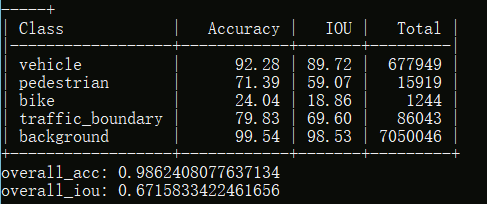 -----+
| Class            | Accuracy |   IOU |   Total |
|------------------+----------+-------+---------|
| vehicle          |    92.28 | 89.72 |  677949 |
| pedestrian       |    71.39 | 59.07 |   15919 |
| bike             |    24.04 | 18.86 |    1244 |
| traffic_boundary |    79.83 | 69.60 |   86043 |
| background       |    99.54 | 98.53 | 7050046 |
+------------------+----------+-------+---------+
overall_acc: 0.9862408077637134
overall_iou: 0.6715833422461656